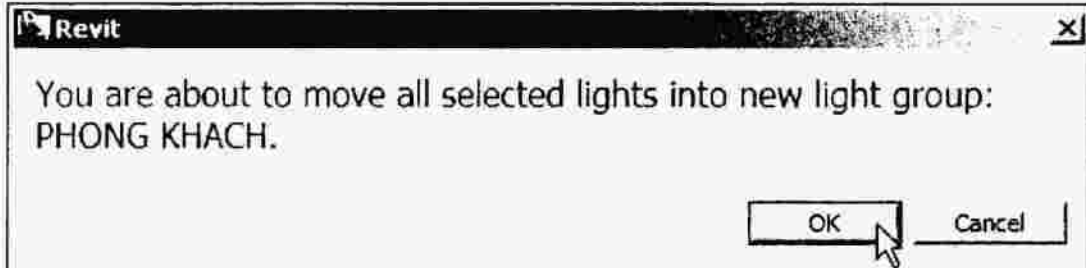 Revit
You are about to move all selected lights into new light group:
PHONG KHACH.
OK
Cancel